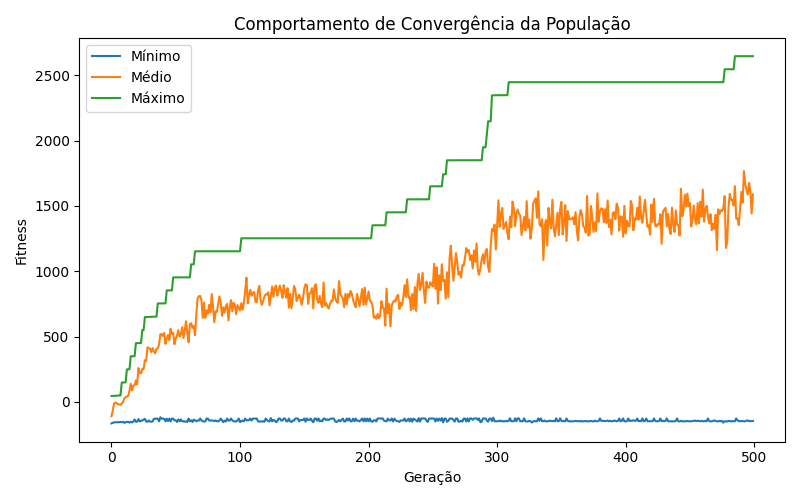 Comportamento de Convergência da População
Mínimo
Médio
Máximo
Fitness
2500
2000
1500
1000
500
0
0 100 200 300 400 500
Geração